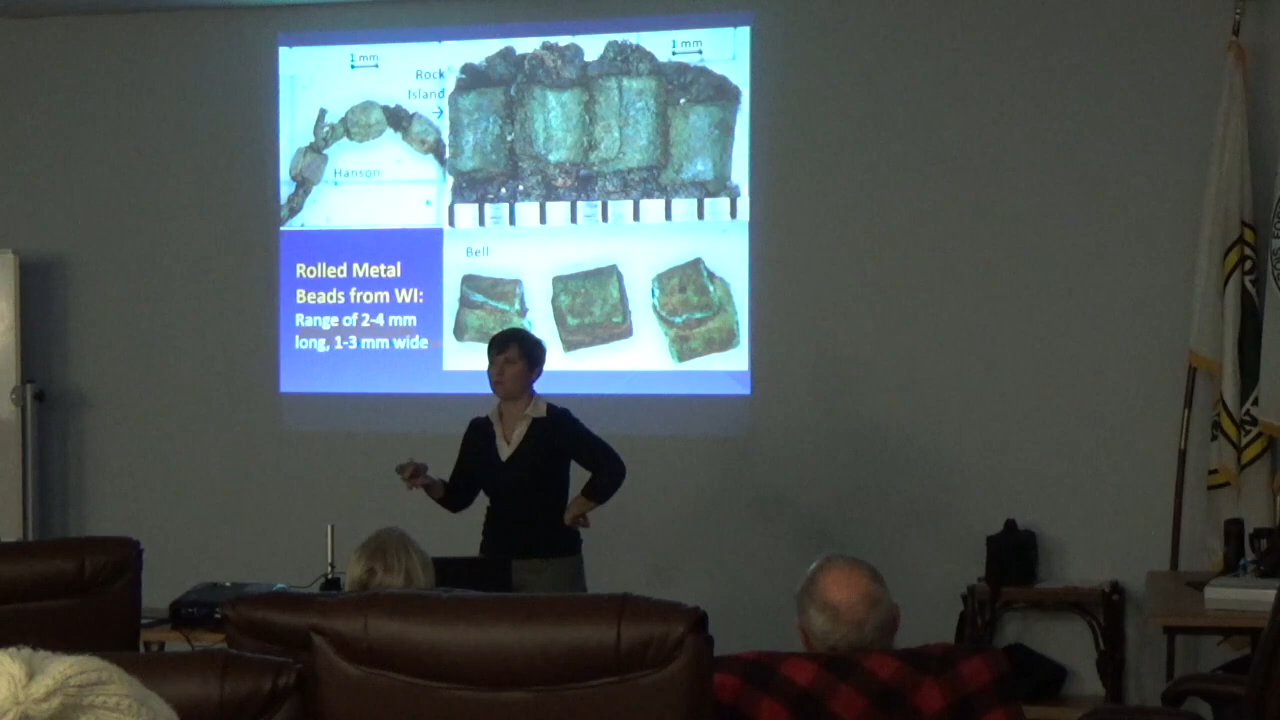 1 mm
Rock
Island
→
1 mm
Hanson
Bell
Rolled Metal
Beads from WI:
Range of 2-4 mm
long, 1-3 mm wide